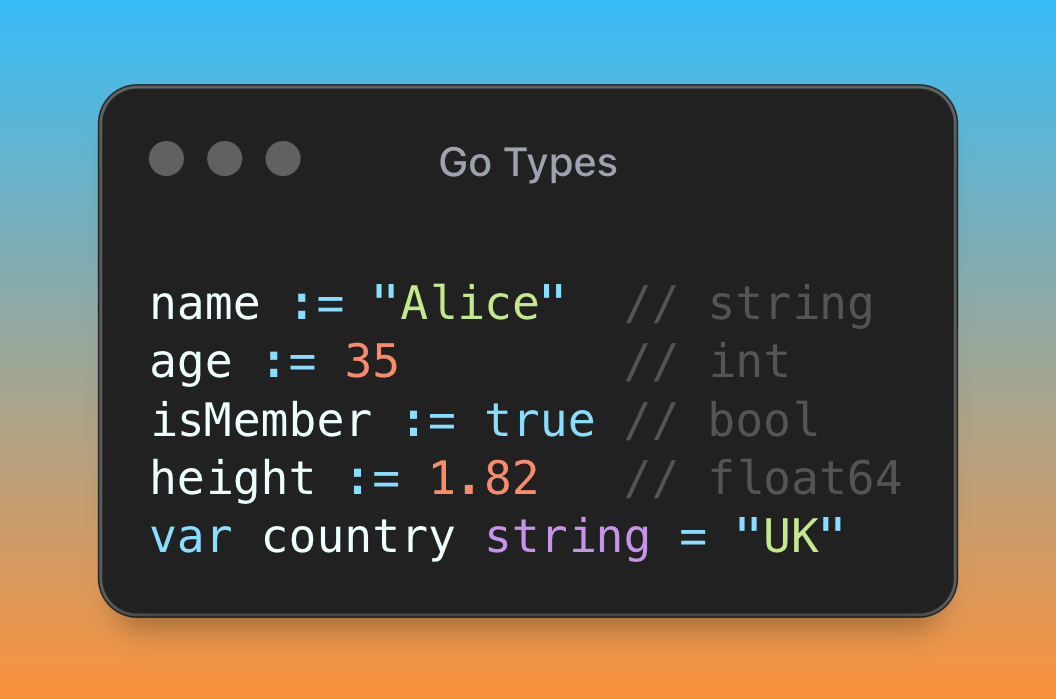 Go Types
name := "Alice"  // string
age := 35        // int
isMember := true // bool
height := 1.82   // float64
var country string = "UK"